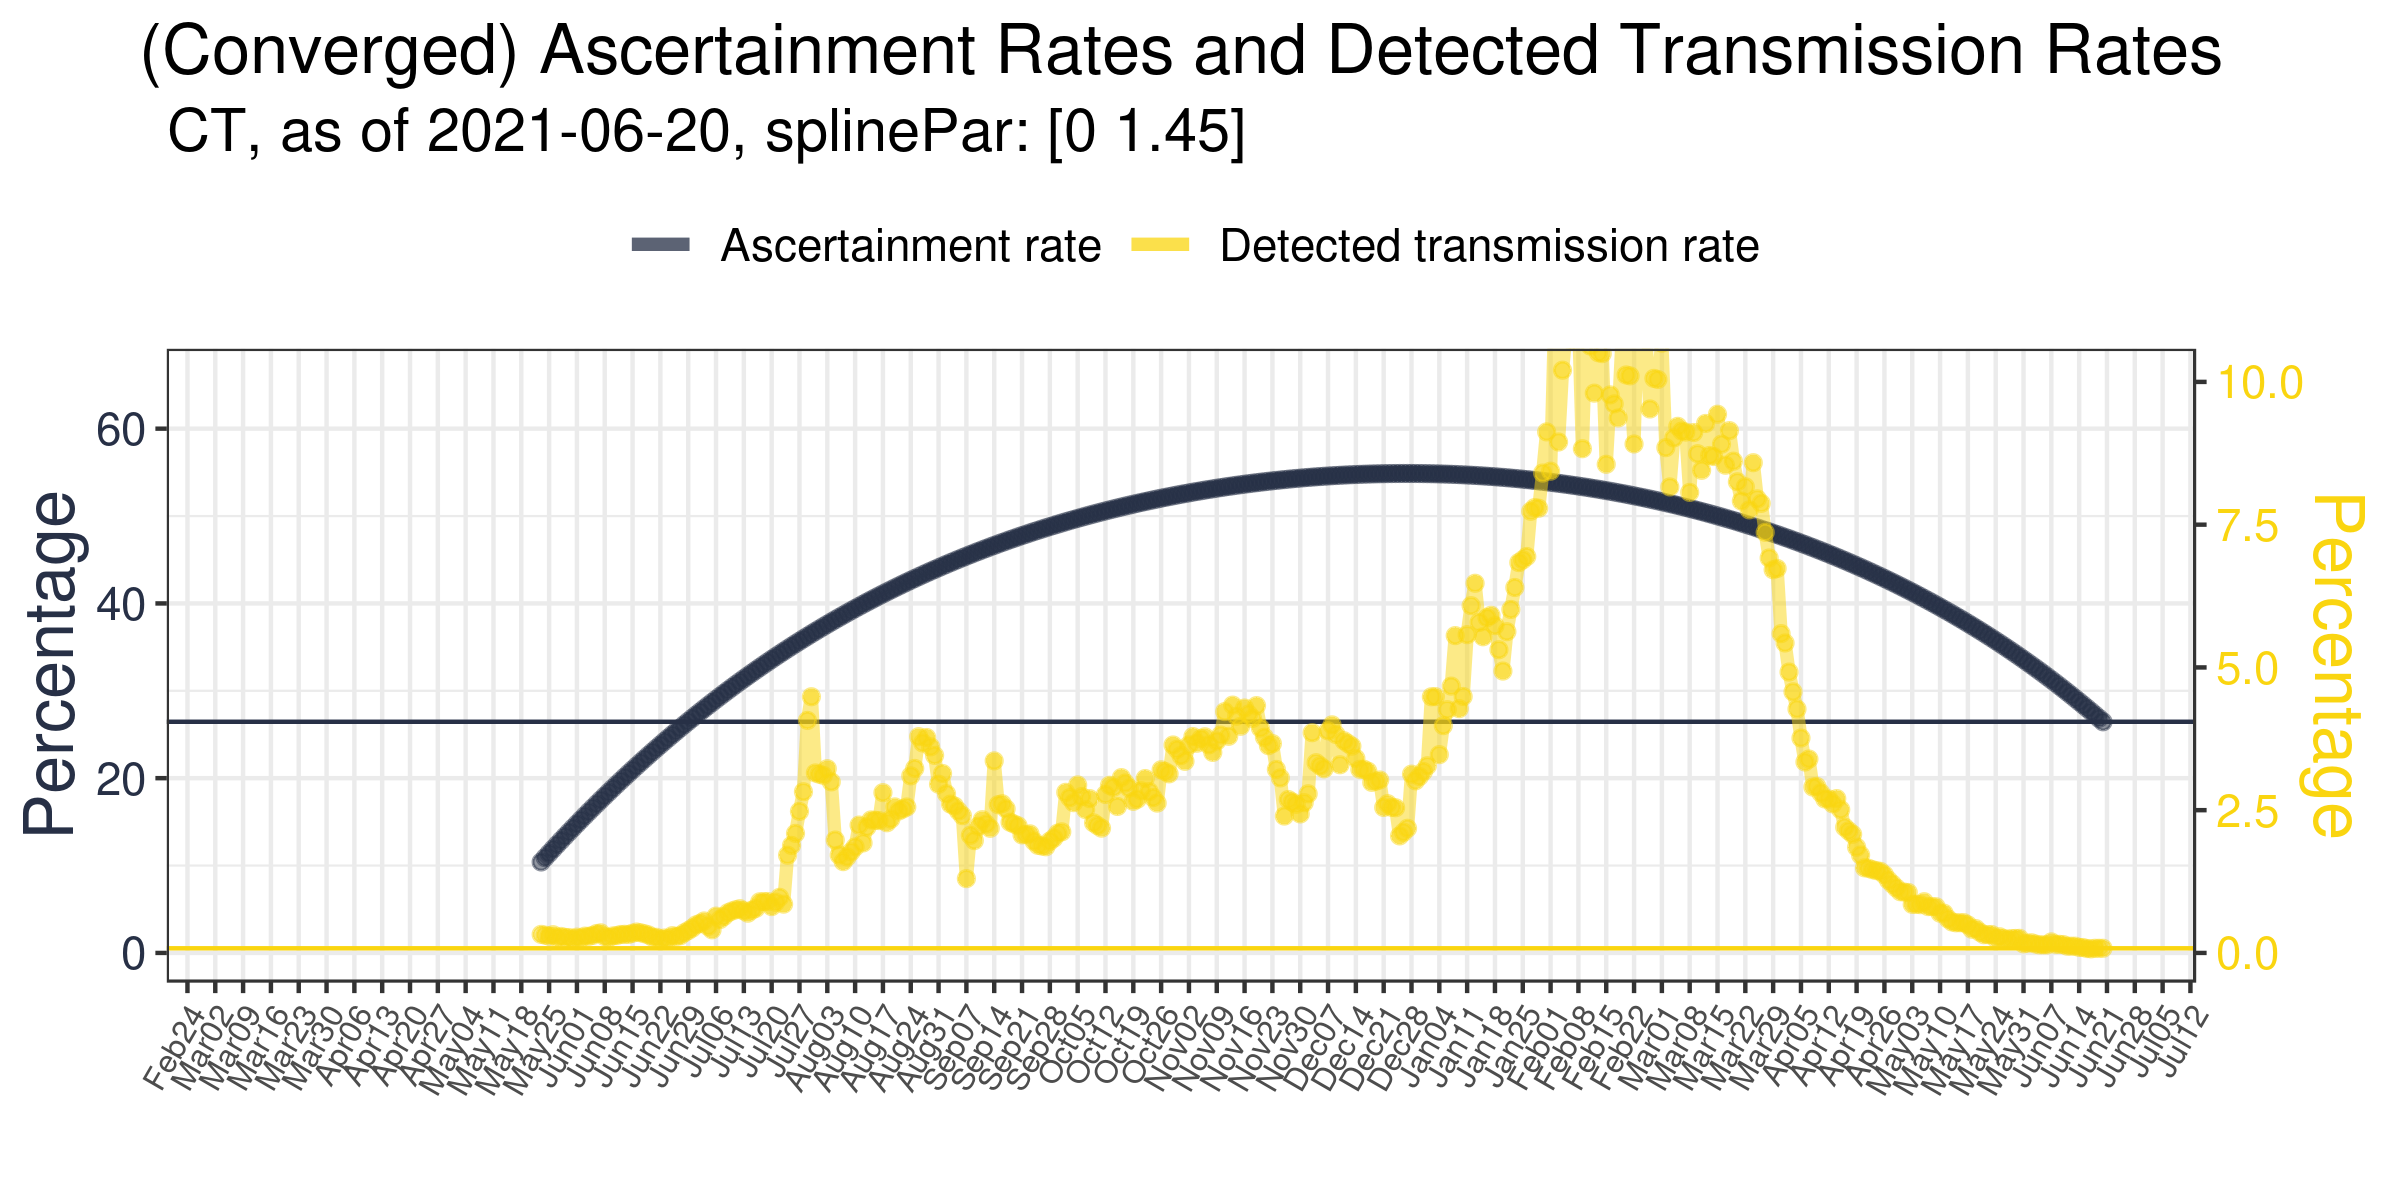 (Converged) Ascertainment Rates and Detected Transmission Rates
CT, as of 2021-06-20, splinePar: [0 1.45]
Ascertainment rate
Detected transmission rate
Percentage
60
40
20
0
10.0
7.5
5.0
2.5
0.0
Percentage
Feb24
Mar02
Mar09
Mar16
Mar23
Mar30
Apr06
Apr13
Apr20
Apr27
May04
May11
May18
May25
Jun01
Jun08
Jun15
Jun22
Jun29
Jul06
Jul13
Jul20
Jul27
Aug03
Aug10
Aug17
Aug24
Aug31
Sep07
Sep14
Sep21
Sep28
Oct05
Oct12
Oct19
Oct26
Nov02
Nov09
Nov16
Nov23
Nov30
Dec07
Dec14
Dec21
Dec28
Jan04
Jan11
Jan18
Jan25
Feb01
Feb08
Feb15
Feb22
Mar01
Mar08
Mar15
Mar22
Mar29
Apr05
Apr12
Apr19
Apr26
May03
May10
May17
May24
May31
May07
Jun14
Jun21
Jun28
Jul05
Jul12